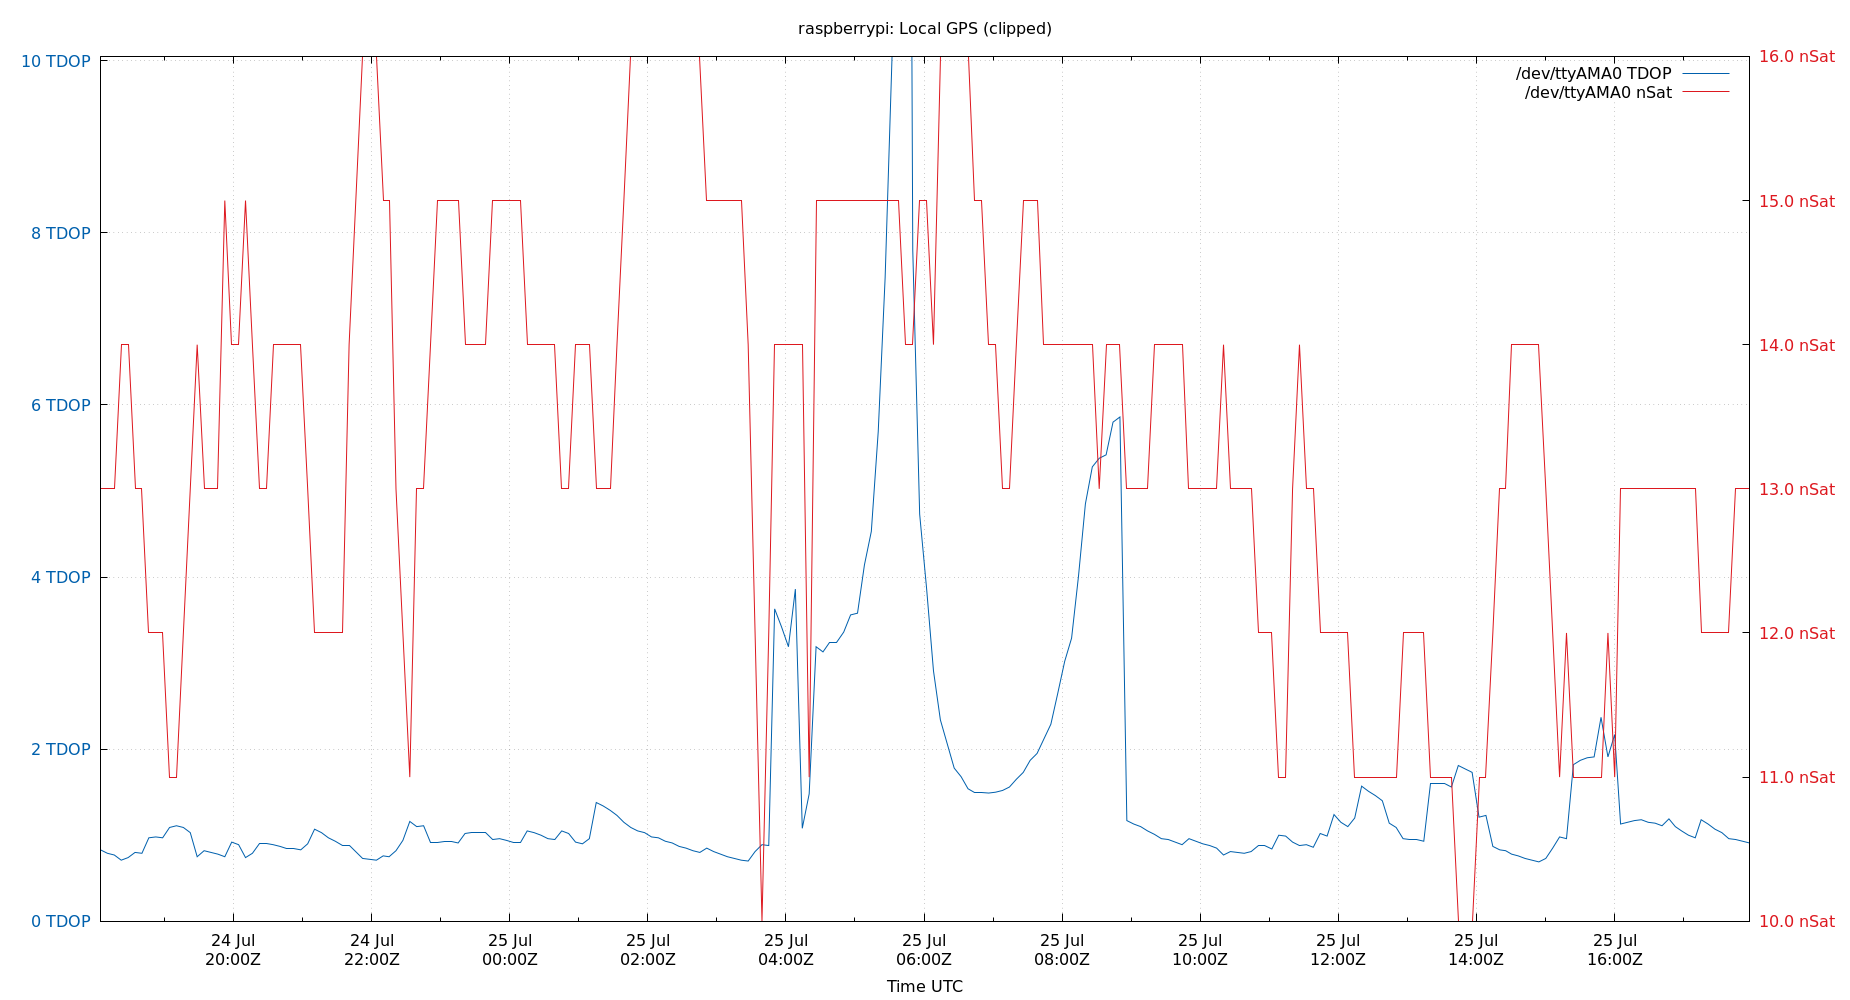 raspberrypi: Local GPS (clipped)
10 TDOP
8 TDOP
6 TDOP
4 TDOP
2 TDOP
0 TDOP
16.0 nSat
15.0 nSat
14.0 nSat
13.0 nSat
12.0 nSat
11.0 nSat
10.0 nSat
/dev/ttyAMA0 TDOP
/dev/ttyAMA0 nSat
24 Jul
20:00Z
24 Jul
22:00Z
25 Jul
00:00Z
25 Jul
02:00Z
25 Jul
04:00Z
25 Jul
06:00Z
25 Jul
08:00Z
25 Jul
10:00Z
25 Jul
12:00Z
25 Jul
14:00Z
25 Jul
16:00Z
Time UTC